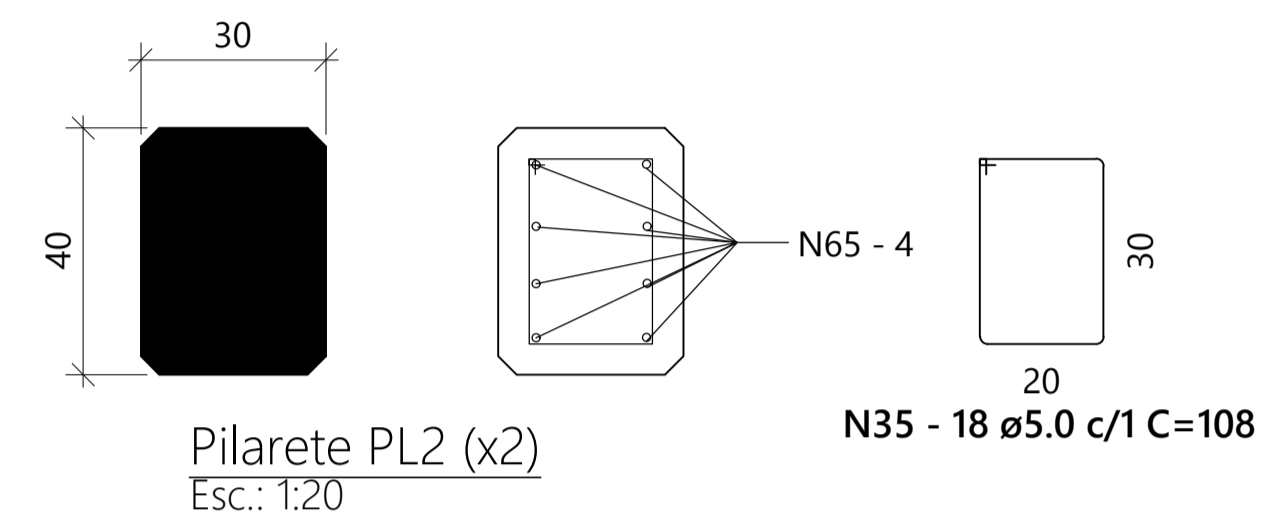 30
40
N65 - 4
30
20
N35 - 18 ø5.0 c/1 C=108
Pilarete PL2 (x2)
Esc.: 1:20